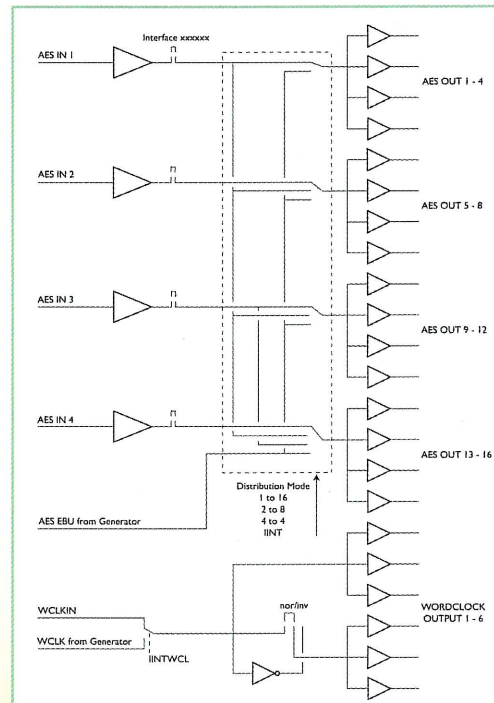 Interface xxxxxx
AES IN 1
AES OUT 1 - 4
AES IN 2
AES OUT 5 - 8
AES IN 3
AES OUT 9 - 12
AES IN 4
AES OUT 13 - 16
Distribution Mode
1 to 16
2 to 8
4 to 4
IINT
AES EBU from Generator
WCLKIN
nor/inv
WORDCLOCK
OUTPUT 1 - 6
WCLK from Generator
IINTWCL